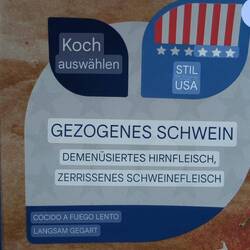 Koch
auswählen
STIL
USA
GEZOGENES SCHWEIN
DEMENÜSIERTES HIRNFLEISCH,
ZERRISSENES SCHWEINEFLEISCH
COCIDO A FUEGO LENTO
LANGSAM GEGART